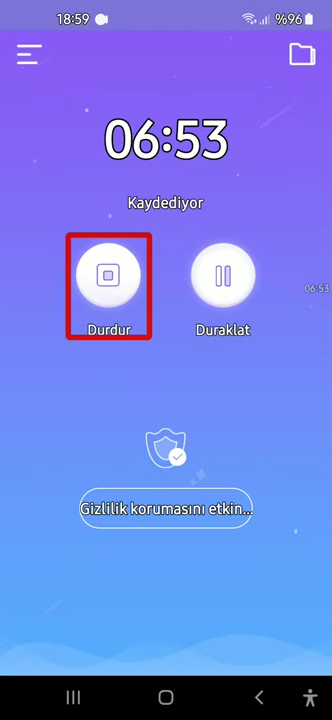 18:59 %96
06:53
Kaydediyor
06:53
Durdur Duraklat
Gizlilik korumasını etkin...